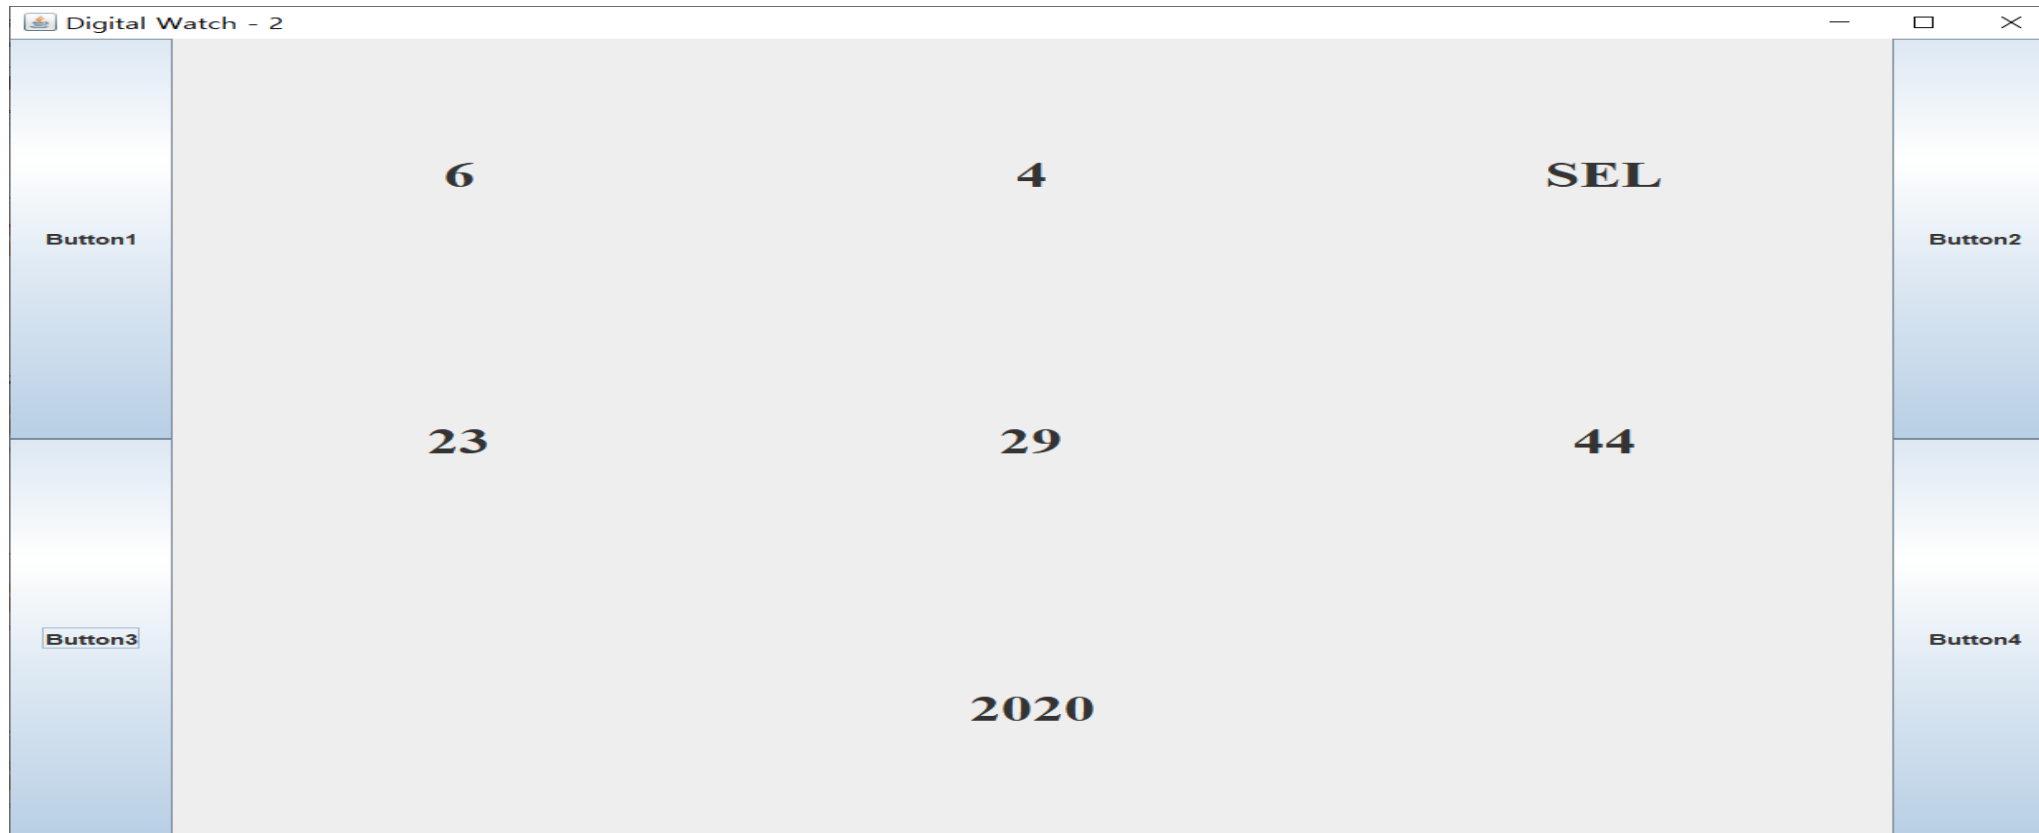 Digital Watch - 2
6 4 SEL
Button1 Button2
23 29 44
Button3 Button4
2020